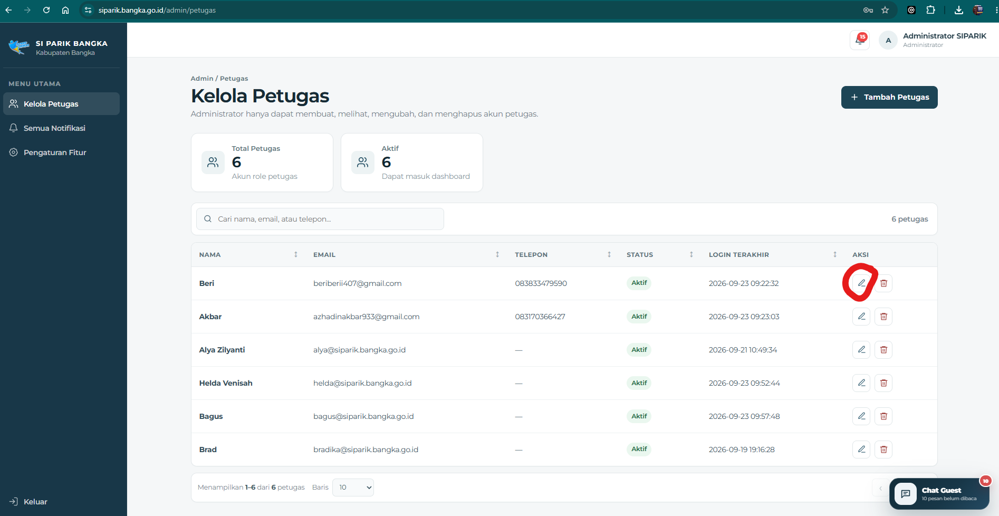 siparik.bangka.go.id/admin/petugas
SI PARIK BANGKA
Kabupaten Bangka
15
A
Administrator SIPARIK
Administrator
MENU UTAMA
Kelola Petugas
Semua Notifikasi
Pengaturan Fitur
Keluar
Admin / Petugas
Kelola Petugas
Administrator hanya dapat membuat, melihat, mengubah, dan menghapus akun petugas.
+ Tambah Petugas
Total Petugas
6
Akun role petugas
Aktif
6
Dapat masuk dashboard
Cari nama, email, atau telepon...
6 petugas
NAMA EMAIL TELEPON STATUS LOGIN TERAKHIR AKSI
Beri beriberii407@gmail.com 083833479590 Aktif 2026-09-23 09:22:32
Akbar azhadinakbar933@gmail.com 083170366427 Aktif 2026-09-23 09:23:03
Alya Zilyanti alya@siparik.bangka.go.id — Aktif 2026-09-21 10:49:34
Helda Venisah helda@siparik.bangka.go.id — Aktif 2026-09-23 09:52:44
Bagus bagus@siparik.bangka.go.id — Aktif 2026-09-23 09:57:48
Brad bradika@siparik.bangka.go.id — Aktif 2026-09-19 19:16:28
Menampilkan 1–6 dari 6 petugas Baris 10
10
Chat Guest
10 pesan belum dibaca